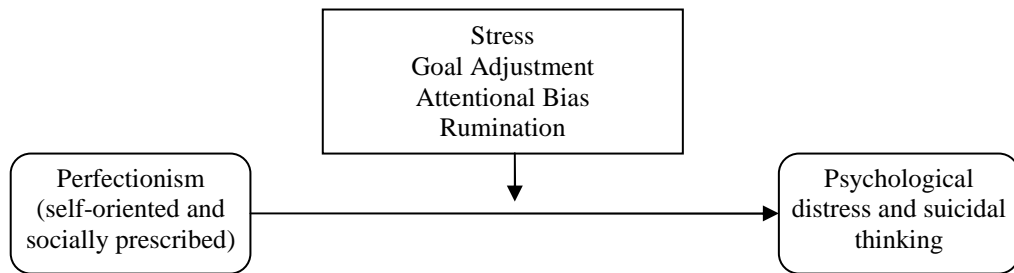 Stress
Goal Adjustment
Attentional Bias
Rumination
Perfectionism
(self-oriented and
socially prescribed)
Psychological
distress and suicidal
thinking